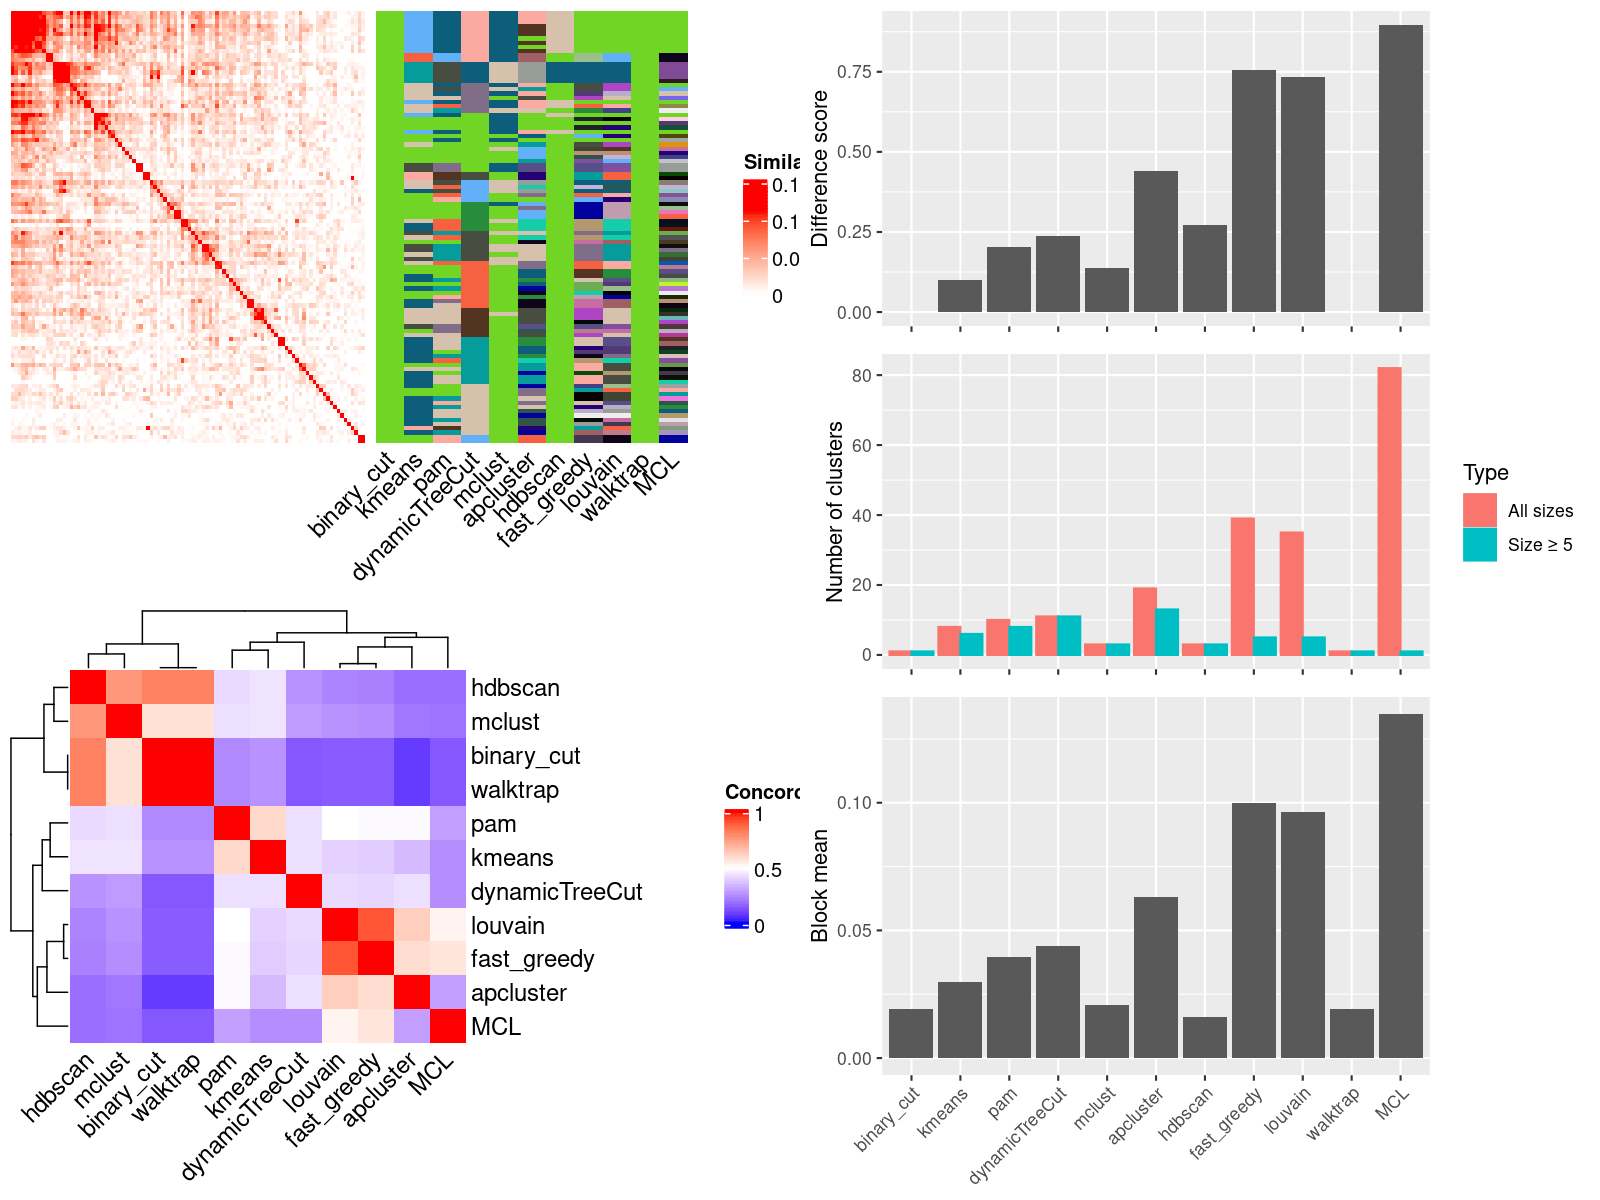 Simila
0.1
0.1
0.0
0
binary_cut
kmeans
pam
dynamicTreeCut
mclust
apcluster
hdbscan
fast_greedy
louvain
walktrap
MCL
hdbscan
mclust
binary_cut
walktrap
pam
kmeans
dynamicTreeCut
louvain
fast_greedy
apcluster
MCL
hdbscan
mclust
binary_cut
walktrap
pam
kmeans
dynamicTreeCut
louvain
fast_greedy
apcluster
MCL
Concord
1
0.5
0
Difference score
0.75
0.50
0.25
0.00
Number of clusters
80
60
40
20
0
Type
All sizes
Size ≥ 5
Block mean
0.10
0.05
0.00
binary_cut
kmeans
pam
dynamicTreeCut
mclust
apcluster
hdbscan
fast_greedy
louvain
walktrap
MCL